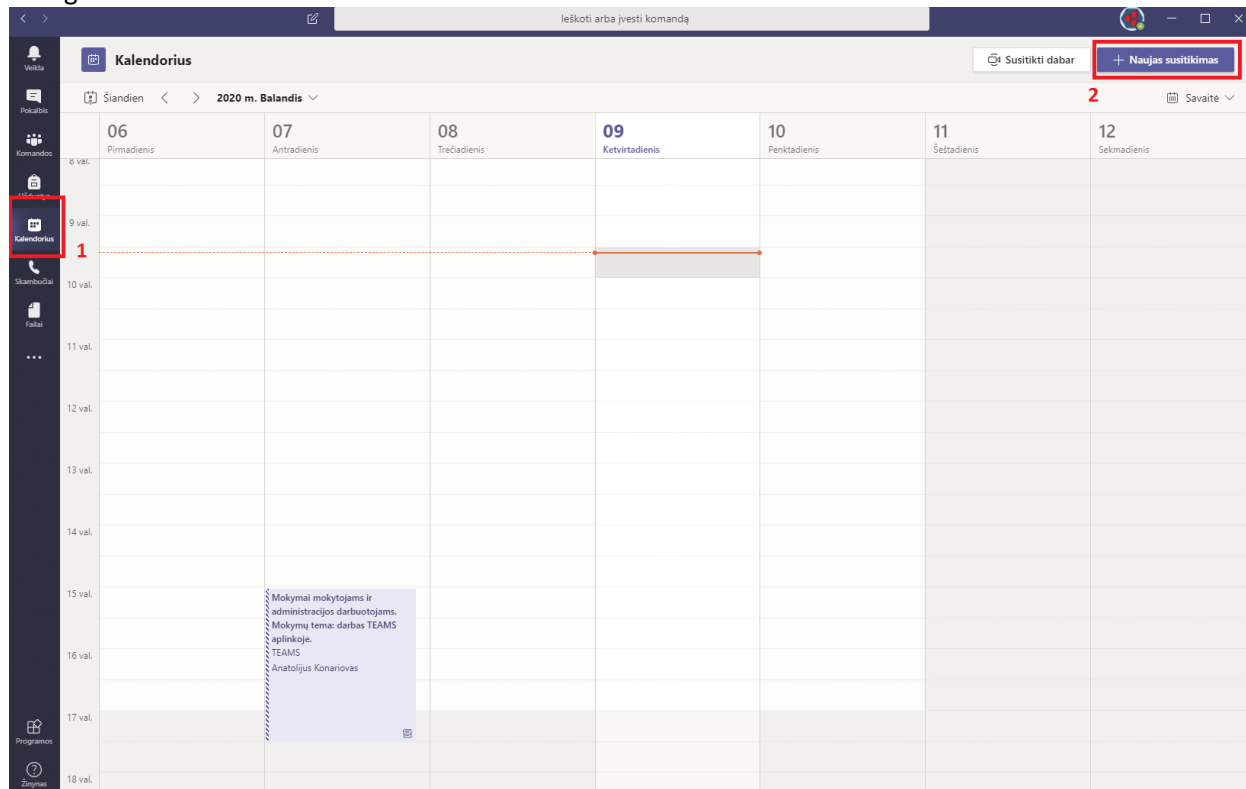 Ieškoti arba įvesti komandą
Veikla
Kalendorius
Susitikti dabar
+ Naujas susitikimas
Pokalbis
Šiandien < > 2020 m. Balandis
2
Savaitė
Komandos
06
Pirmadienis
07
Antradienis
08
Trečiadienis
09
Ketvirtadienis
10
Penktadienis
11
Šeštadienis
12
Sekmadienis
8 val.
9 val.
Kalendorius
1
Skambučiai
10 val.
Failai
11 val.
12 val.
13 val.
14 val.
15 val.
Mokymai mokytojams ir
administracijos darbuotojams.
Mokymų tema: darbas TEAMS
aplinkoje.
TEAMS
Anatolijus Konariovas
16 val.
17 val.
Programos
Žinynas
18 val.